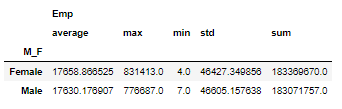 Emp
average max min std sum
M_F
Female 17658.866525 831413.0 4.0 46427.349856 183369670.0
Male 17630.176907 776687.0 7.0 46605.157638 183071757.0